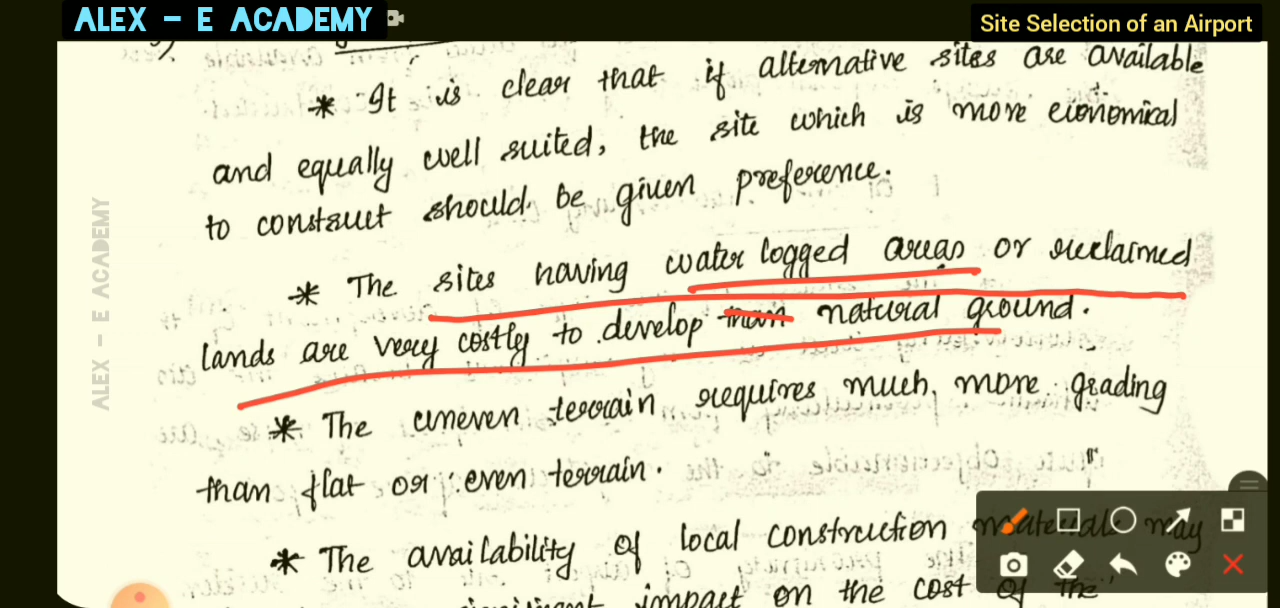 ALEX - E ACADEMY
Site Selection of an Airport
* It is clear that if alternative sites are available
and equally well suited, the site which is more economical
to construct should be given preference.
* The sites having water logged areas or reclaimed
lands are very costly to develop than natural ground.
* The uneven terrain requires much more grading
than flat or even terrain.
* The availability of local construction materials may
impact on the cost of the
ALEX - E ACADEMY